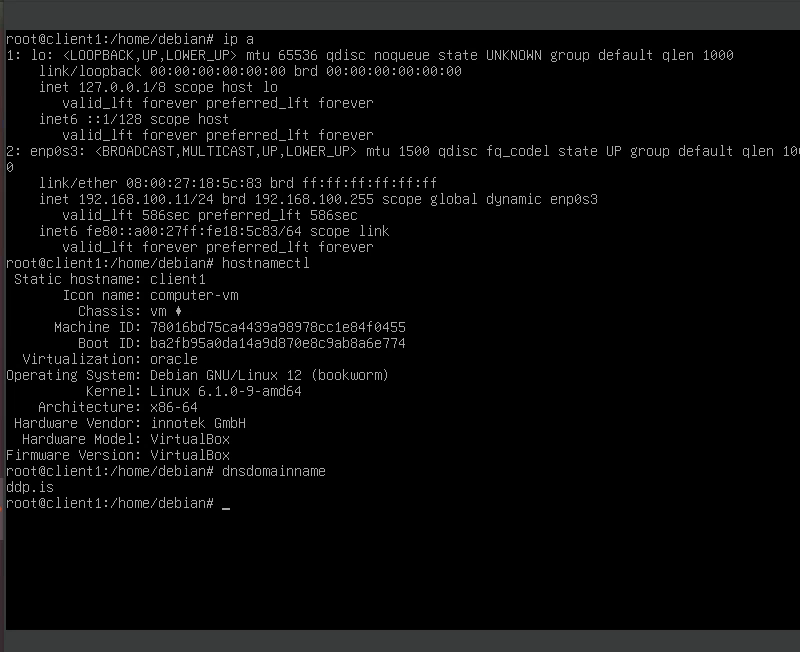 root@client1:/home/debian# ip a
1: lo: <LOOPBACK,UP,LOWER_UP> mtu 65536 qdisc noqueue state UNKNOWN group default qlen 1000
    link/loopback 00:00:00:00:00:00 brd 00:00:00:00:00:00
    inet 127.0.0.1/8 scope host lo
       valid_lft forever preferred_lft forever
    inet6 ::1/128 scope host
       valid_lft forever preferred_lft forever
2: enp0s3: <BROADCAST,MULTICAST,UP,LOWER_UP> mtu 1500 qdisc fq_codel state UP group default qlen 100
0
    link/ether 08:00:27:18:5c:83 brd ff:ff:ff:ff:ff:ff
    inet 192.168.100.11/24 brd 192.168.100.255 scope global dynamic enp0s3
       valid_lft 586sec preferred_lft 586sec
    inet6 fe80::a00:27ff:fe18:5c83/64 scope link
       valid_lft forever preferred_lft forever
root@client1:/home/debian# hostnamectl
 Static hostname: client1
       Icon name: computer-vm
         Chassis: vm ♦
      Machine ID: 78016bd75ca4439a98978cc1e84f0455
         Boot ID: ba2fb95a0da14a9d870e8c9ab8a6e774
  Virtualization: oracle
Operating System: Debian GNU/Linux 12 (bookworm)
          Kernel: Linux 6.1.0-9-amd64
    Architecture: x86-64
 Hardware Vendor: innotek GmbH
  Hardware Model: VirtualBox
Firmware Version: VirtualBox
root@client1:/home/debian# dnsdomainname
ddp.is
root@client1:/home/debian# _